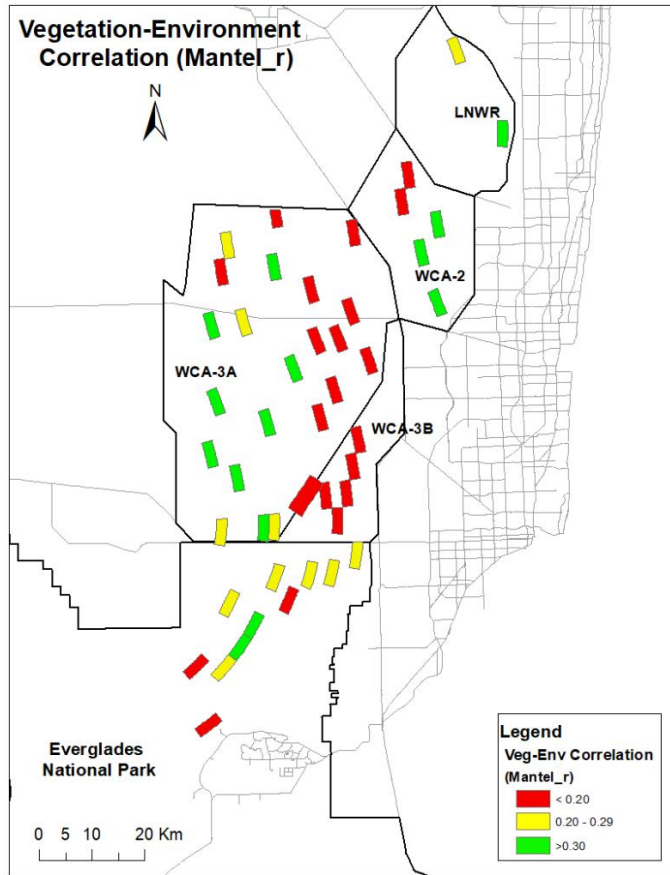 Vegetation-Environment
Correlation (Mantel_r)
N
LNWR
WCA-2
WCA-3A
WCA-3B
Everglades
National Park
0 5 10 20 Km
Legend
Veg-Env Correlation
(Mantel_r)
< 0.20
0.20 - 0.29
>0.30